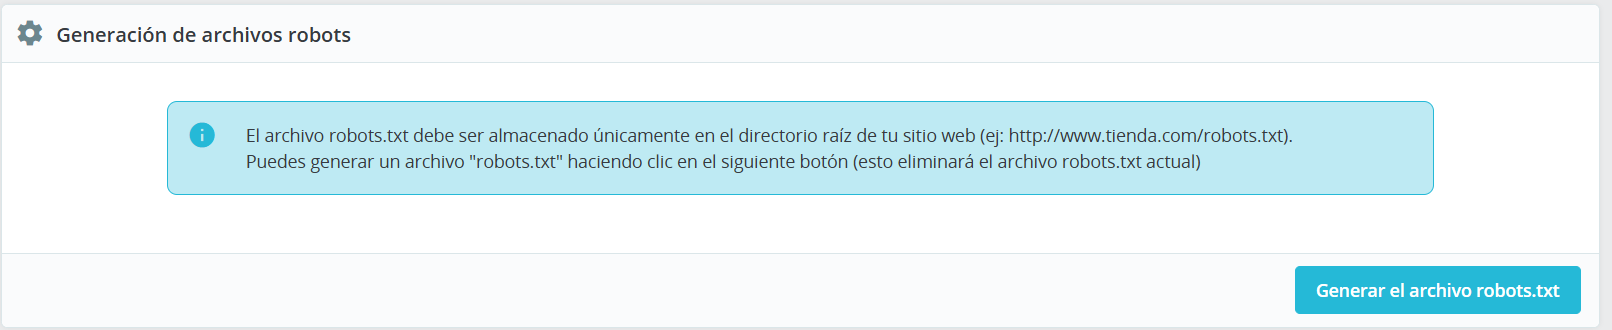 Generación de archivos robots
El archivo robots.txt debe ser almacenado únicamente en el directorio raíz de tu sitio web (ej: http://www.tienda.com/robots.txt).
Puedes generar un archivo "robots.txt" haciendo clic en el siguiente botón (esto eliminará el archivo robots.txt actual)
Generar el archivo robots.txt